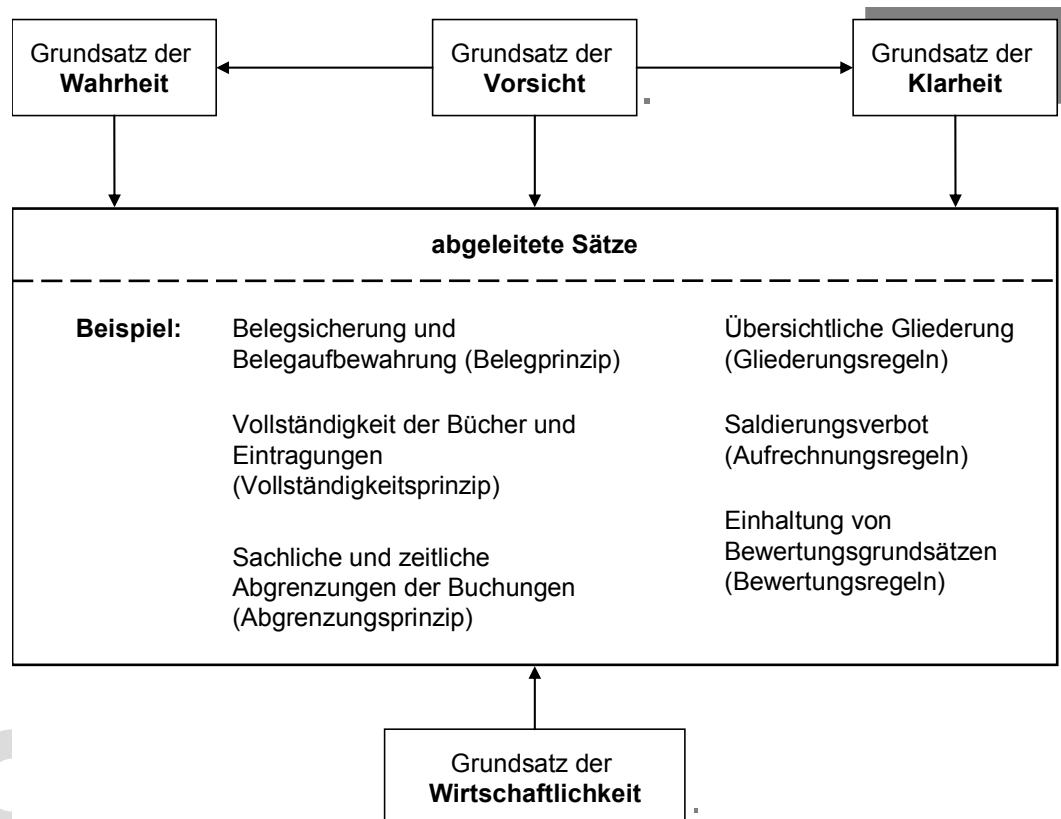 Grundsatz der
Wahrheit
Grundsatz der
Vorsicht
Grundsatz der
Klarheit
abgeleitete Sätze
Beispiel:
Belegsicherung und
Belegaufbewahrung (Belegprinzip)
Vollständigkeit der Bücher und
Eintragungen
(Vollständigkeitsprinzip)
Sachliche und zeitliche
Abgrenzungen der Buchungen
(Abgrenzungsprinzip)
Übersichtliche Gliederung
(Gliederungsregeln)
Saldierungsverbot
(Aufrechnungsregeln)
Einhaltung von
Bewertungsgrundsätzen
(Bewertungsregeln)
Grundsatz der
Wirtschaftlichkeit